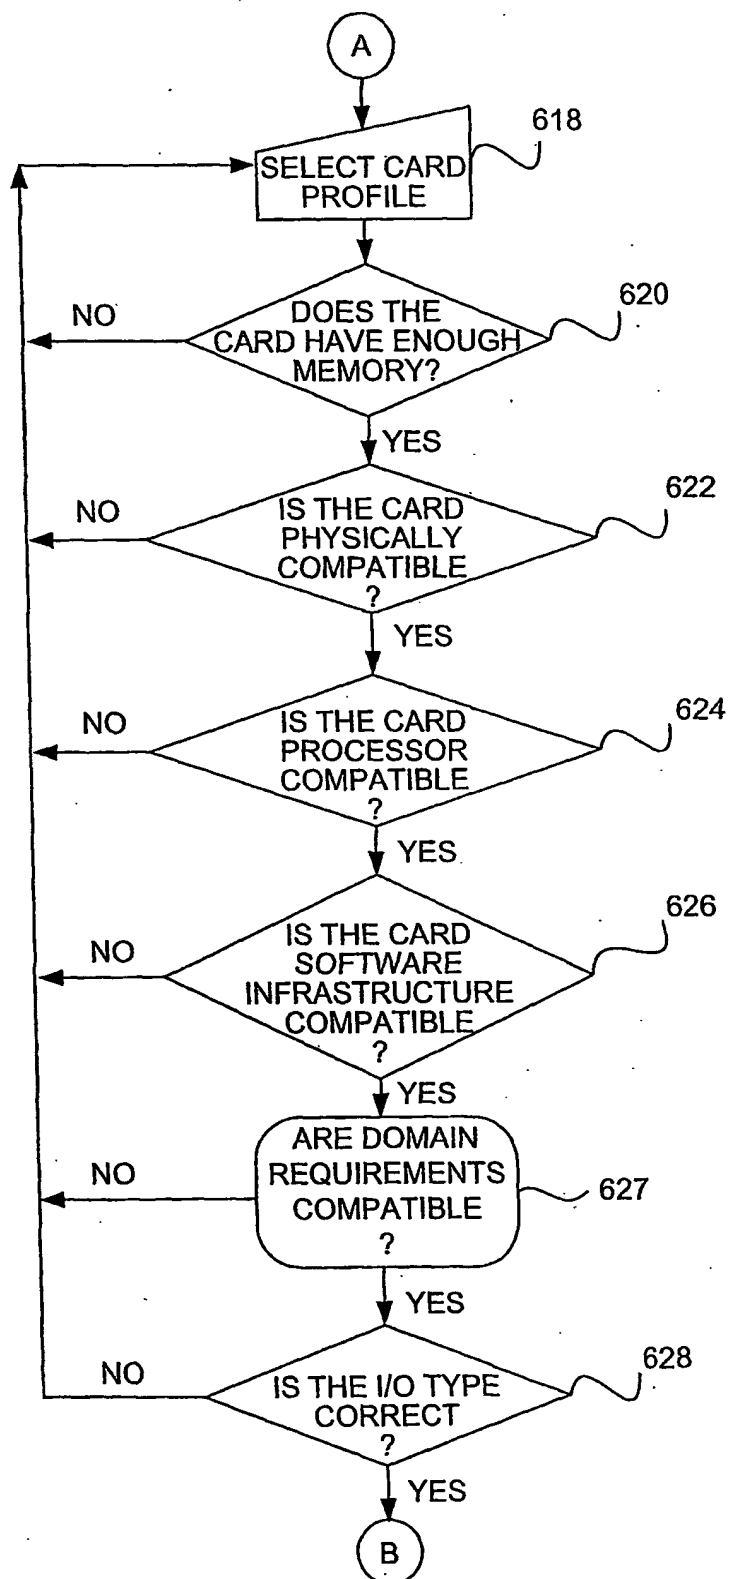 A
618
SELECT CARD
PROFILE
620
DOES THE
CARD HAVE ENOUGH
MEMORY?
NO
YES
622
IS THE CARD
PHYSICALLY
COMPATIBLE
?
NO
YES
624
IS THE CARD
PROCESSOR
COMPATIBLE
?
NO
YES
626
IS THE CARD
SOFTWARE
INFRASTRUCTURE
COMPATIBLE
?
NO
YES
ARE DOMAIN
REQUIREMENTS
COMPATIBLE
?
NO
627
YES
628
IS THE I/O TYPE
CORRECT
?
NO
YES
B